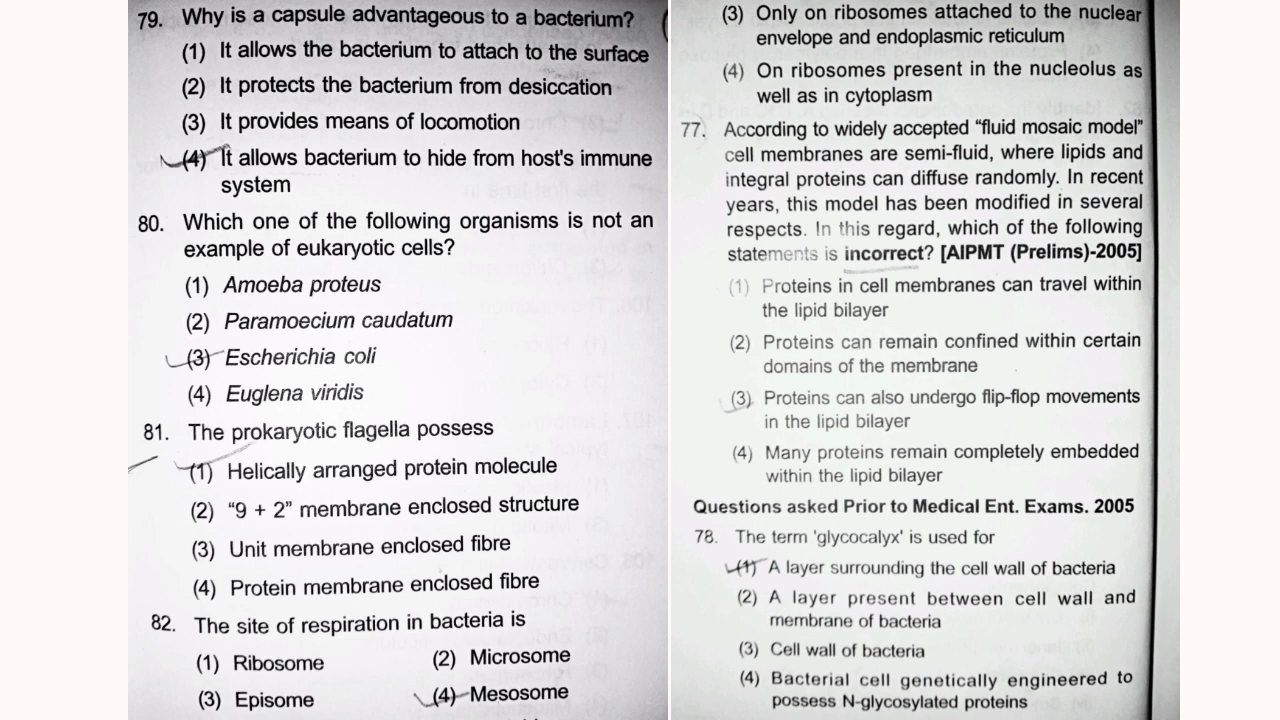 79. Why is a capsule advantageous to a bacterium?
(1) It allows the bacterium to attach to the surface
(2) It protects the bacterium from desiccation
(3) It provides means of locomotion
(4) It allows bacterium to hide from host's immune
system
80. Which one of the following organisms is not an
example of eukaryotic cells?
(1) Amoeba proteus
(2) Paramoecium caudatum
(3) Escherichia coli
(4) Euglena viridis
81. The prokaryotic flagella possess
(1) Helically arranged protein molecule
(2) “9 + 2” membrane enclosed structure
(3) Unit membrane enclosed fibre
(4) Protein membrane enclosed fibre
82. The site of respiration in bacteria is
(1) Ribosome (2) Microsome
(3) Episome (4) Mesosome
(3) Only on ribosomes attached to the nuclear
envelope and endoplasmic reticulum
(4) On ribosomes present in the nucleolus as
well as in cytoplasm
77. According to widely accepted “fluid mosaic model”
cell membranes are semi-fluid, where lipids and
integral proteins can diffuse randomly. In recent
years, this model has been modified in several
respects. In this regard, which of the following
statements is incorrect? [AIPMT (Prelims)-2005]
(1) Proteins in cell membranes can travel within
the lipid bilayer
(2) Proteins can remain confined within certain
domains of the membrane
(3) Proteins can also undergo flip-flop movements
in the lipid bilayer
(4) Many proteins remain completely embedded
within the lipid bilayer
Questions asked Prior to Medical Ent. Exams. 2005
78. The term 'glycocalyx' is used for
(1) A layer surrounding the cell wall of bacteria
(2) A layer present between cell wall and
membrane of bacteria
(3) Cell wall of bacteria
(4) Bacterial cell genetically engineered to
possess N-glycosylated proteins